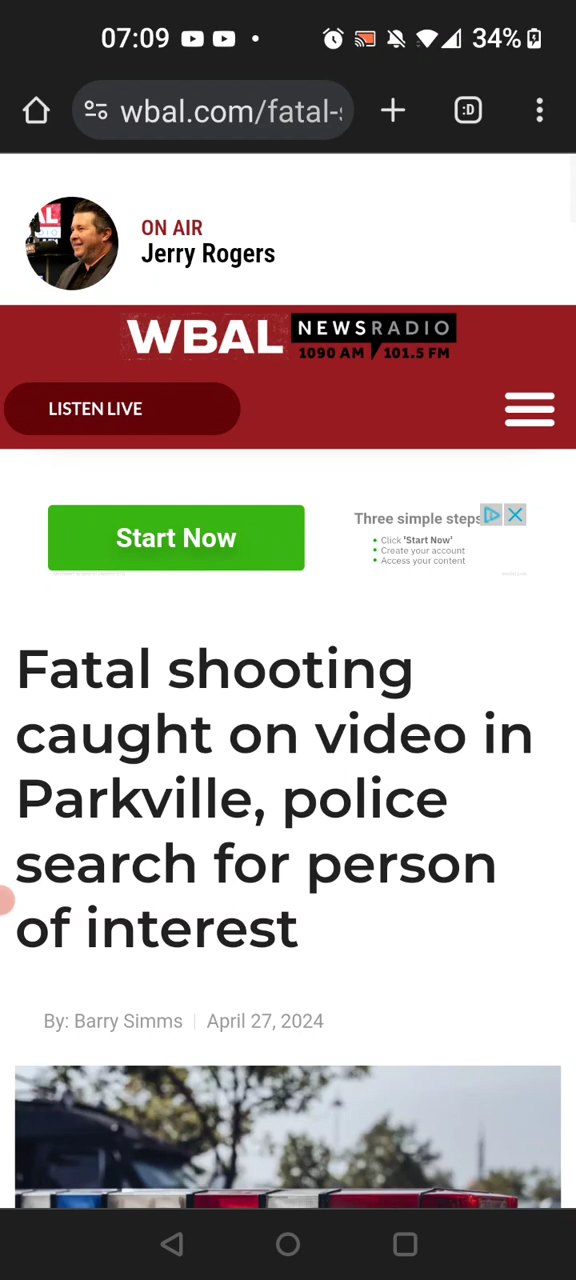 07:09
34%
wbal.com/fatal-
:D
ON AIR
Jerry Rogers
WBAL NEWSRADIO
1090 AM 101.5 FM
LISTEN LIVE
Start Now
Three simple steps
Click 'Start Now'
Create your account
Access your content
Fatal shooting
caught on video in
Parkville, police
search for person
of interest
By: Barry Simms
April 27, 2024